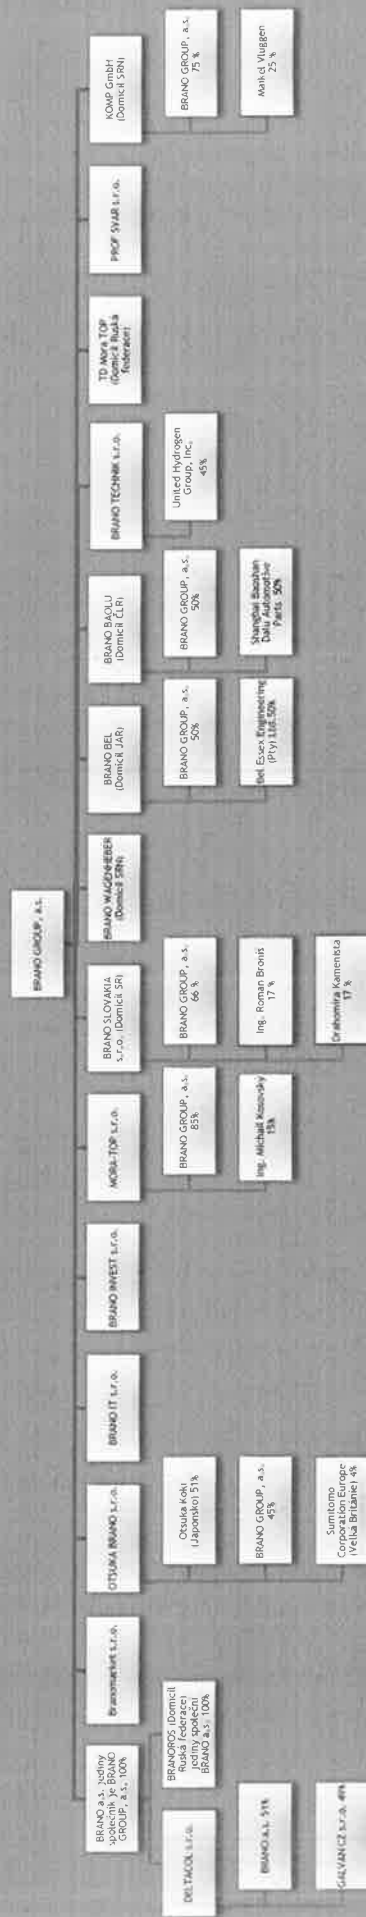 BRANO GROUP, a.s.
BRANO a.s. jediny
společník je BRANO
GROUP, a.s. 100%
DELTACOL s.r.o.
BRANO a.s. 51%
GALVAN CZ s.r.o. 49%
BRANOROS (Domicil
Ruská federace)
jediny společní
BRANO a.s. 100%
Branomarket s.r.o.
OTSUKA BRANO s.r.o.
Otsuka Koki
(Japonsko) 51%
BRANO GROUP, a.s.
45%
Sumitomo
Corporation Europe
(Velká Británie) 4%
BRANO IT s.r.o.
BRANO INVEST s.r.o.
MORA-TOP s.r.o.
BRANO GROUP, a.s.
85%
Ing. Michail Kosovský
15%
BRANO SLOVAKIA
s.r.o. (Domicil SR)
BRANO GROUP, a.s.
66 %
Ing. Roman Bronis
17 %
Drahomíra Kamenista
17 %
BRANO WAGENHEBER
(Domicil SRN)
BRANO BEL
(Domicil JAR)
BRANO GROUP, a.s.
50%
Bel Essex Engineering
(Pty) Ltd. 50%
BRANO BAOLU
(Domicil ČLR)
BRANO GROUP, a.s.
50%
Shanghai Baoshan
Dalu Automotive
Parts 50%
BRANO TECHNIK s.r.o.
United Hydrogen
Group, Inc.
45%
TD Mora TOP
(Domicil Ruská
federace)
PROF SVAR s.r.o.
KOMP GmbH
(Domicil SRN)
BRANO GROUP, a.s.
75 %
Maikel Vluggen
25 %